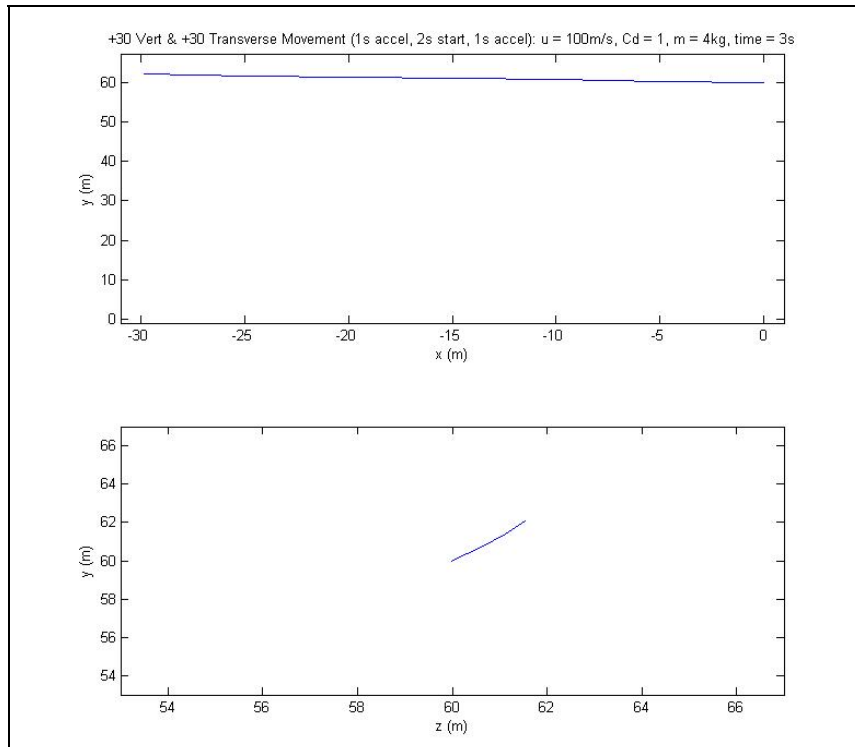 +30 Vert & +30 Transverse Movement (1s accel, 2s start, 1s accel): u = 100m/s, Cd = 1, m = 4kg, time = 3s
60
50
40
30
20
10
0
y (m)
-30 -25 -20 -15 -10 -5 0
x (m)
66
64
62
60
58
56
54
y (m)
54 56 58 60 62 64 66
z (m)